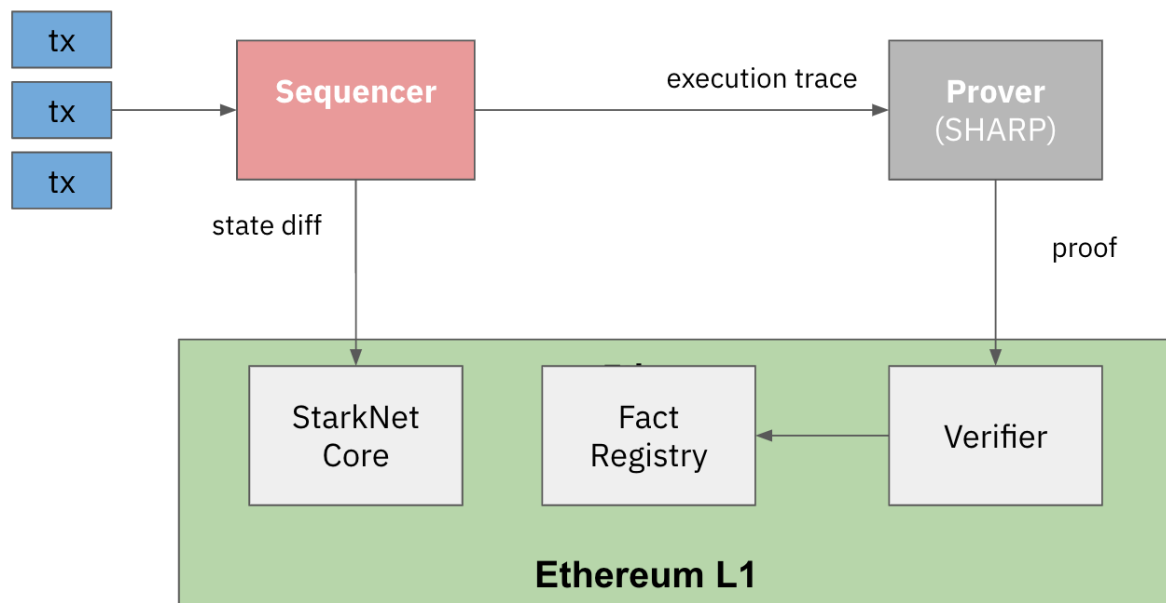 tx
tx
tx
Sequencer
execution trace
Prover
(SHARP)
state diff
proof
StarkNet
Core
Fact
Registry
Verifier
Ethereum L1